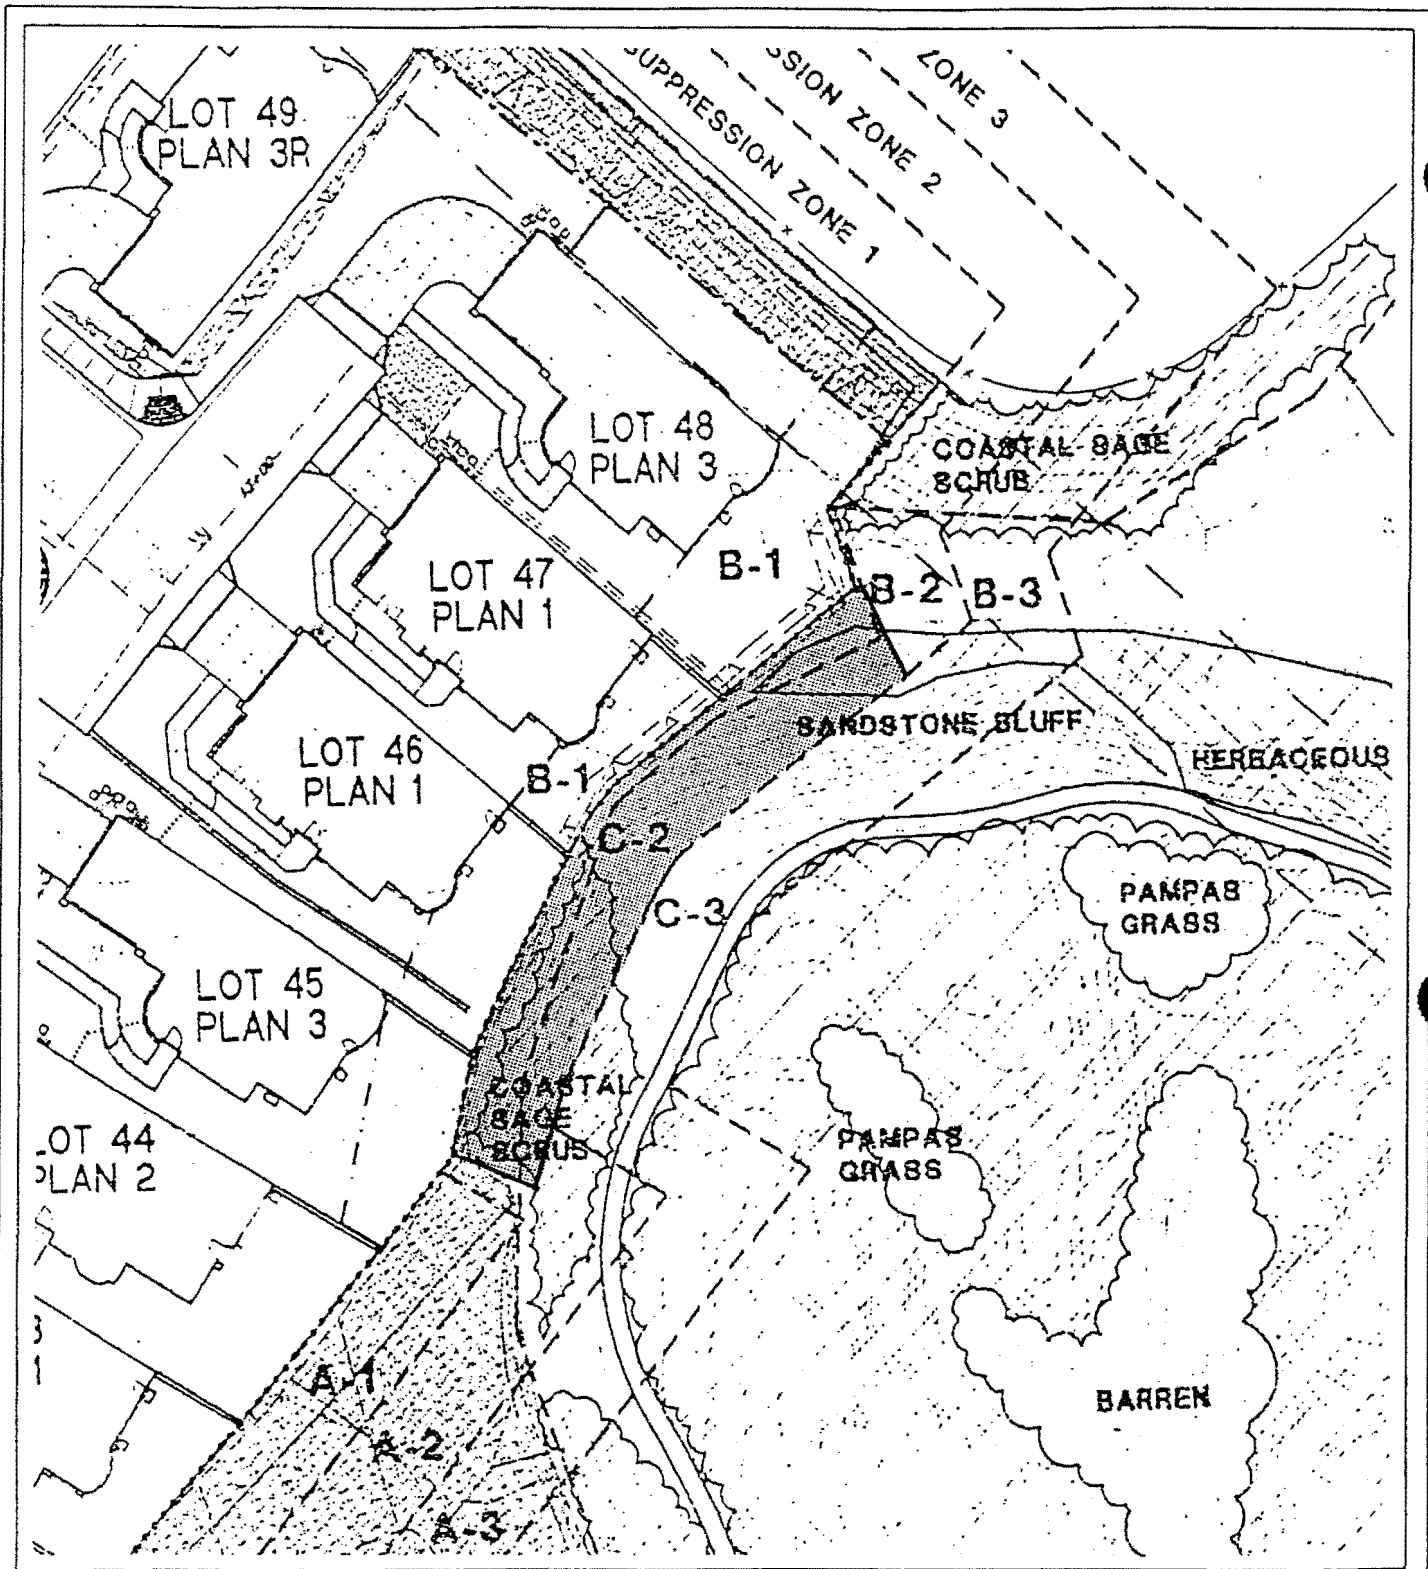 LOT 49
PLAN 3R
SUPPRESSION ZONE 1
SSION ZONE 2
ZONE 3
LOT 48
PLAN 3
COASTAL SAGE
SCRUB
LOT 47
PLAN 1
B-1
B-2
B-3
SANDSTONE BLUFF
HERBACEOUS
LOT 46
PLAN 1
B-1
C-2
C-3
PAMPAS
GRASS
LOT 45
PLAN 3
COASTAL
SAGE
SCRUS
PAMPAS
GRASS
LOT 44
PLAN 2
3
1
A-1
A-2
A-3
BARREN